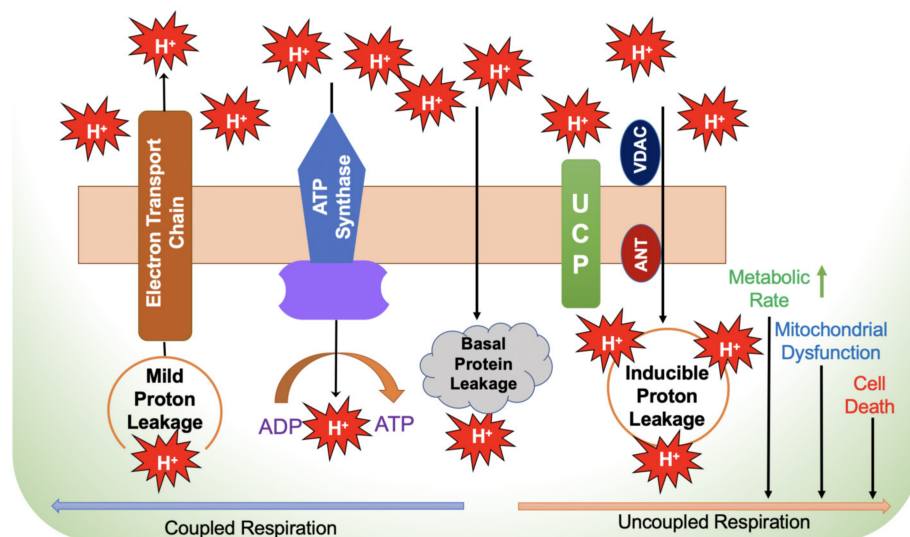 H+
H+
H+
H+
H+
H+
H+
H+
H+
H+
H+
Electron Transport
Chain
ATP
Synthase
UCP
VDAC
ANT
Metabolic
Rate
Mitochondrial
Dysfunction
Cell
Death
Mild
Proton
Leakage
H+
ADP
H+
ATP
Basal
Protein
Leakage
H+
H+
H+
Inducible
Proton
Leakage
H+
Coupled Respiration
Uncoupled Respiration